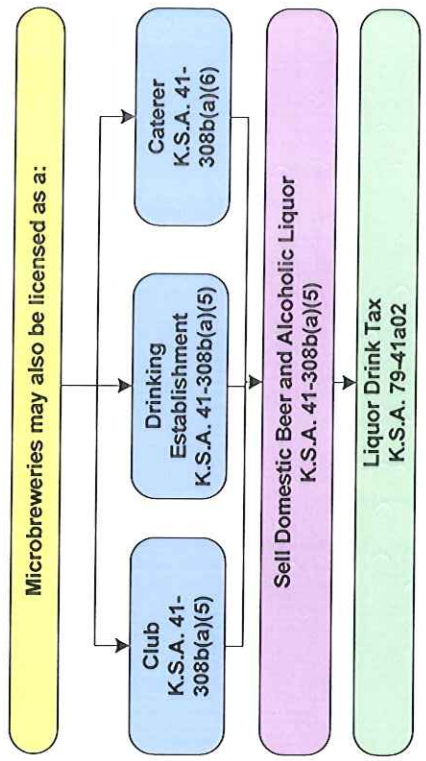 Microbreweries may also be licensed as a:
Club
K.S.A. 41-
308b(a)(5)
Drinking
Establishment
K.S.A. 41-308b(a)(5)
Caterer
K.S.A. 41-
308b(a)(6)
Sell Domestic Beer and Alcoholic Liquor
K.S.A. 41-308b(a)(5)
Liquor Drink Tax
K.S.A. 79-41a02